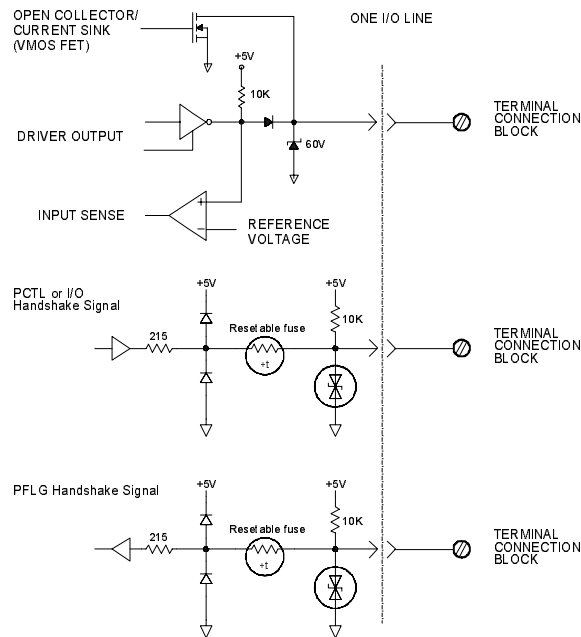 OPEN COLLECTOR/
CURRENT SINK
(VMOS FET)
ONE I/O LINE
+5V
10K
TERMINAL
CONNECTION
BLOCK
DRIVER OUTPUT
60V
INPUT SENSE
+
−
REFERENCE
VOLTAGE
PCTL or I/O
Handshake Signal
+5V
+5V
215
Resetable fuse
10K
+t
TERMINAL
CONNECTION
BLOCK
PFLG Handshake Signal
+5V
+5V
215
Resetable fuse
10K
+t
TERMINAL
CONNECTION
BLOCK